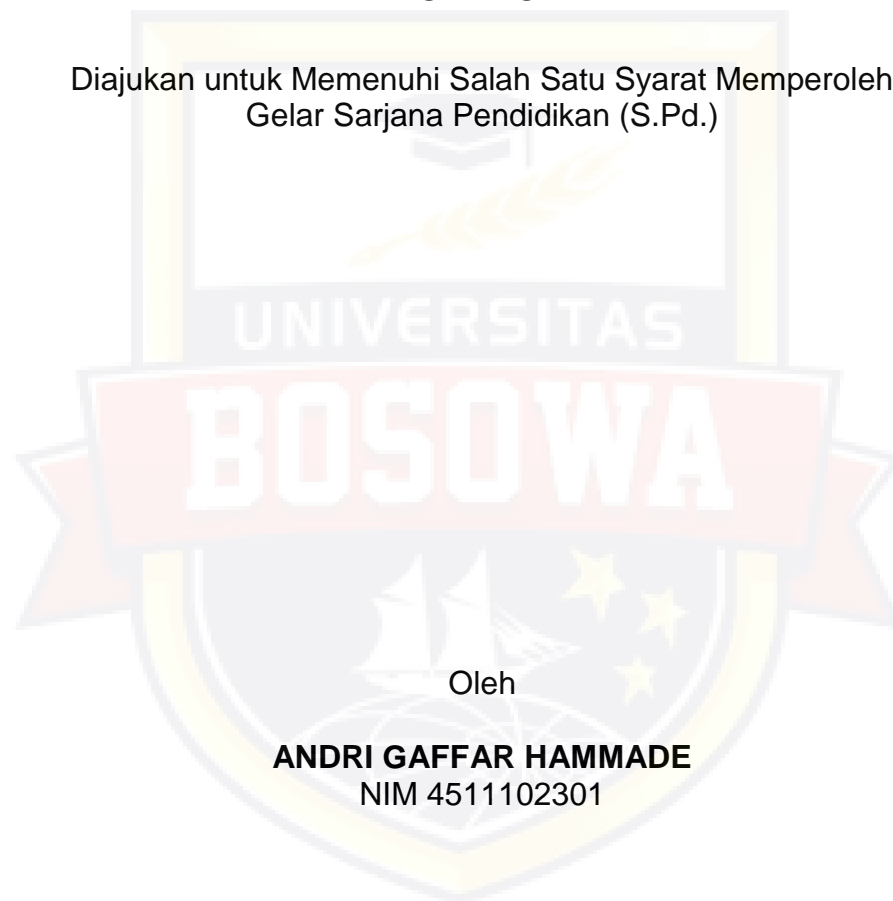 Diajukan untuk Memenuhi Salah Satu Syarat Memperoleh
Gelar Sarjana Pendidikan (S.Pd.)
UNIVERSITAS
BOSOWA
Oleh
ANDRI GAFFAR HAMMADE
NIM 4511102301